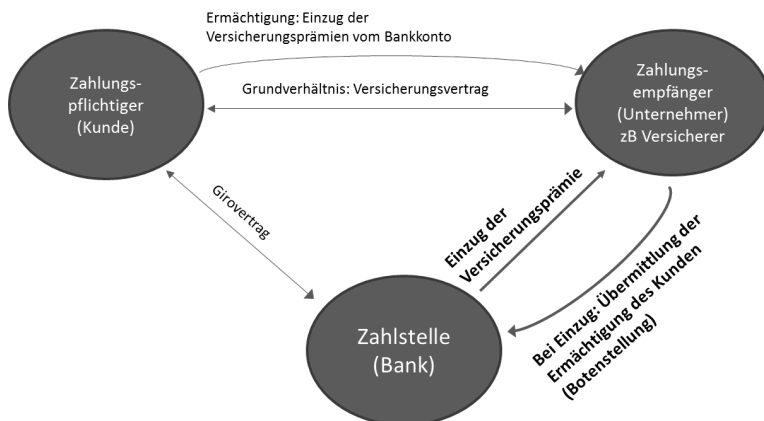 Ermächtigung: Einzug der
Versicherungsprämien vom Bankkonto
Zahlungs-
pflichtiger
(Kunde)
Grundverhältnis: Versicherungsvertrag
Zahlungs-
empfänger
(Unternehmer)
zB Versicherer
Girovertrag
Einzug der
Versicherungsprämie
Bei Einzug: Übermittlung der
Ermächtigung des Kunden
(Botenstellung)
Zahlstelle
(Bank)